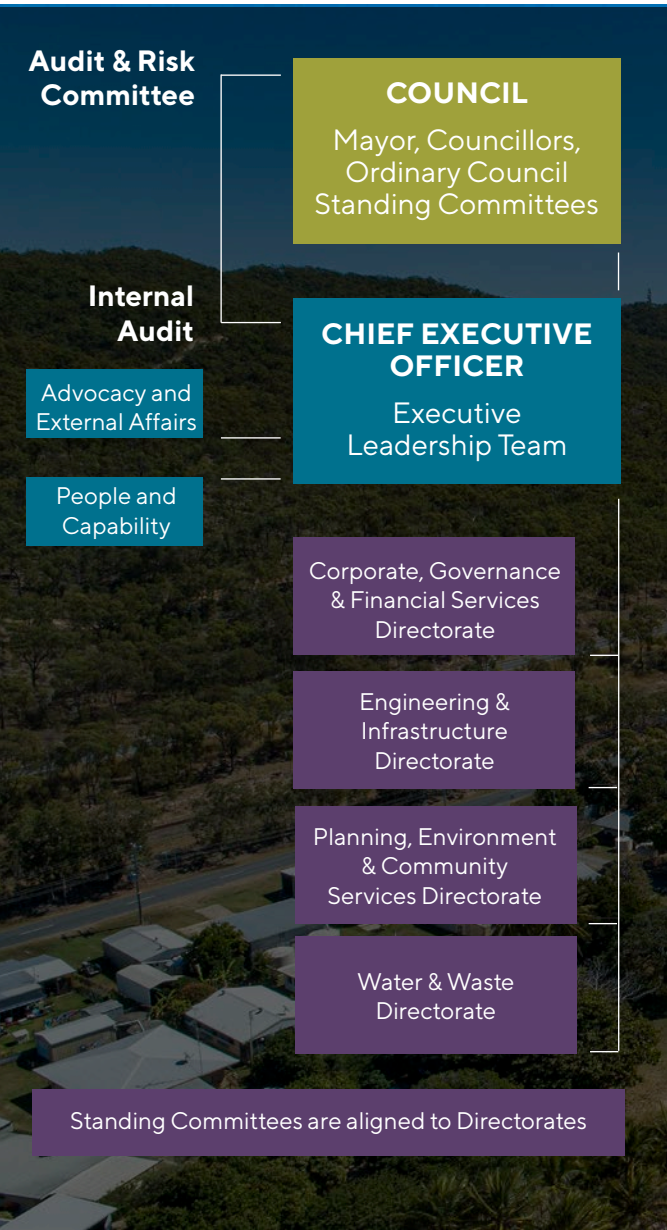 Audit & Risk
Committee
COUNCIL
Mayor, Councillors,
Ordinary Council
Standing Committees
Internal
Audit
CHIEF EXECUTIVE
OFFICER
Executive
Leadership Team
Advocacy and
External Affairs
People and
Capability
Corporate, Governance
& Financial Services
Directorate
Engineering &
Infrastructure
Directorate
Planning, Environment
& Community
Services Directorate
Water & Waste
Directorate
Standing Committees are aligned to Directorates